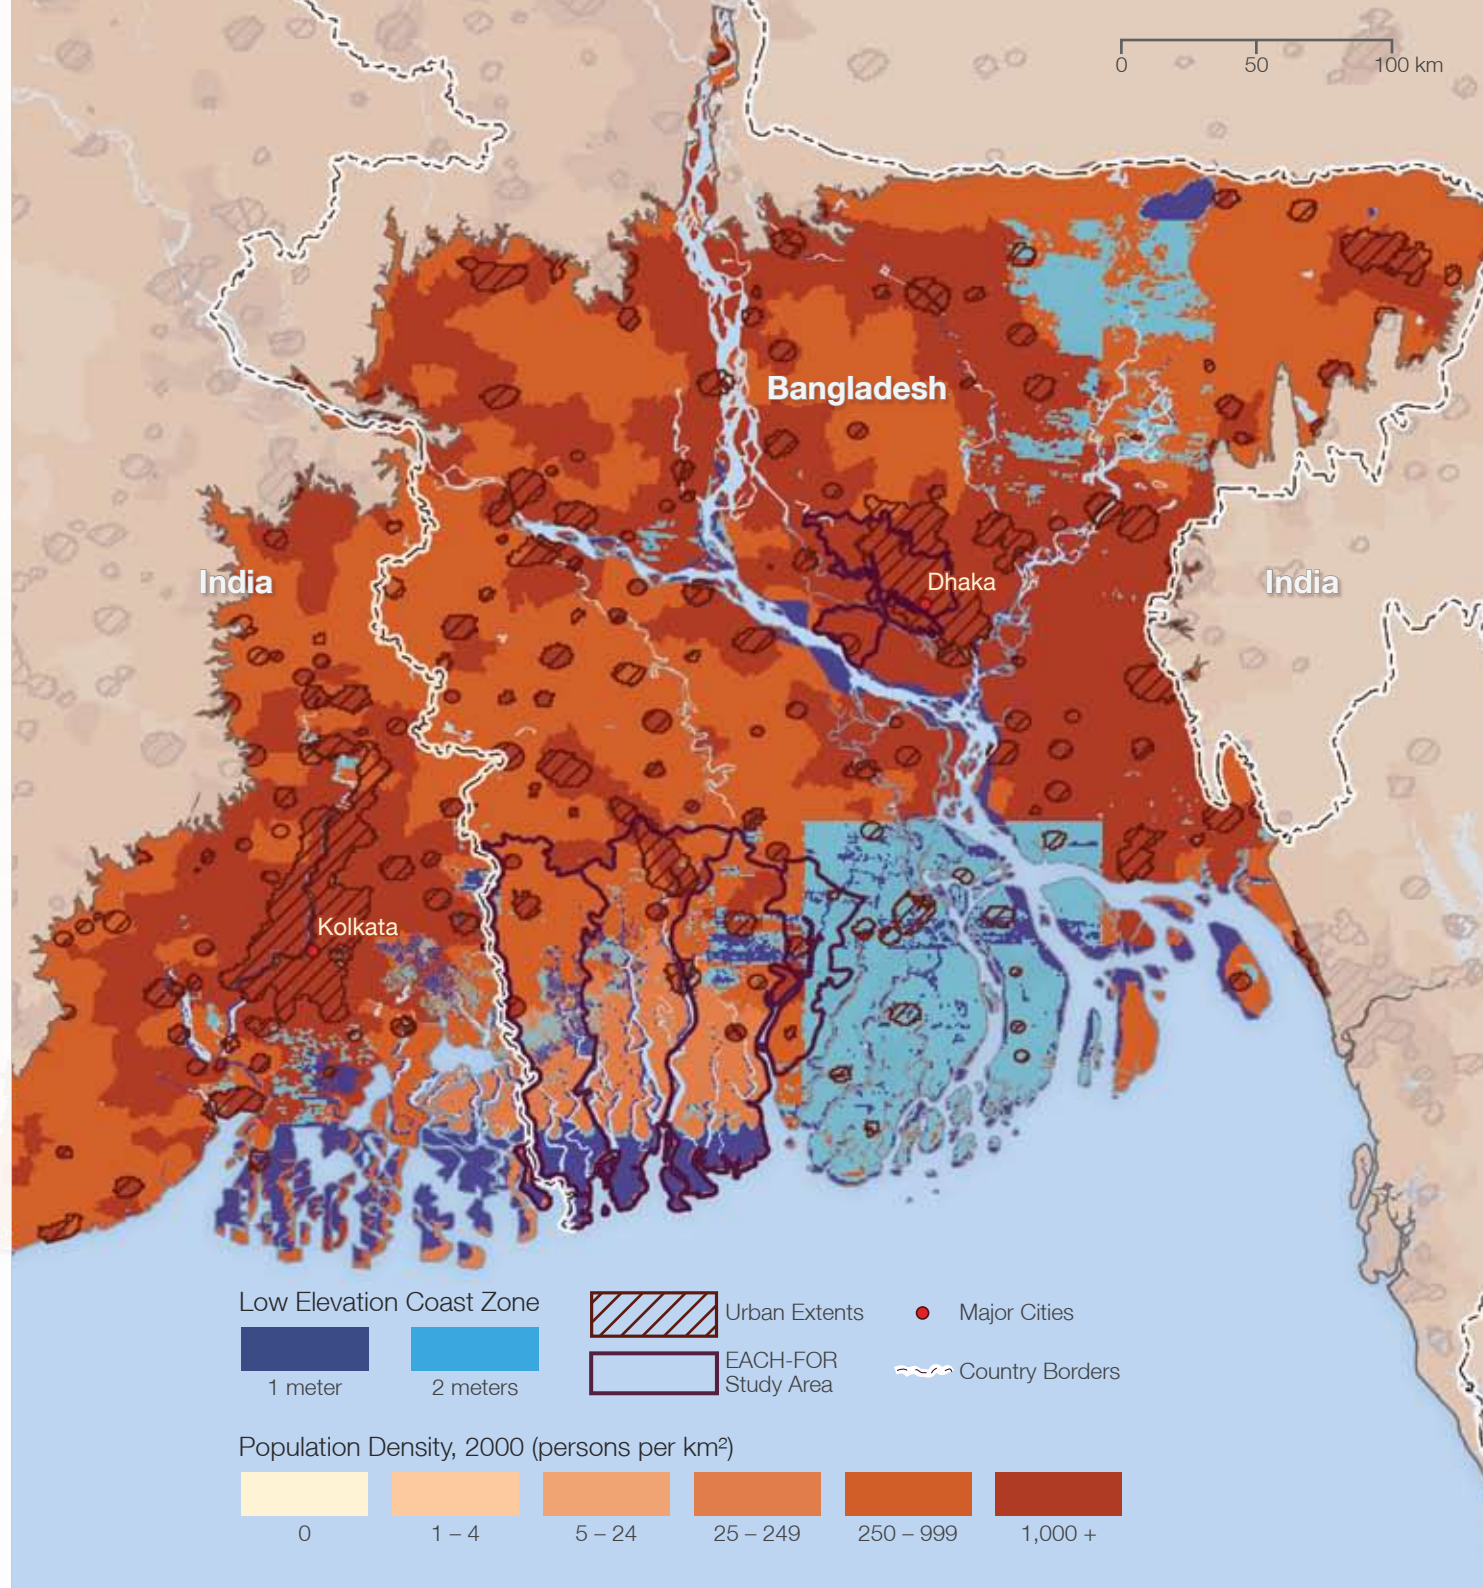 0 50 100 km
Bangladesh
India
Dhaka
India
Kolkata
Low Elevation Coast Zone
1 meter
2 meters
Urban Extents
EACH-FOR
Study Area
Major Cities
Country Borders
Population Density, 2000 (persons per km²)
0
1 – 4
5 – 24
25 – 249
250 – 999
1,000 +